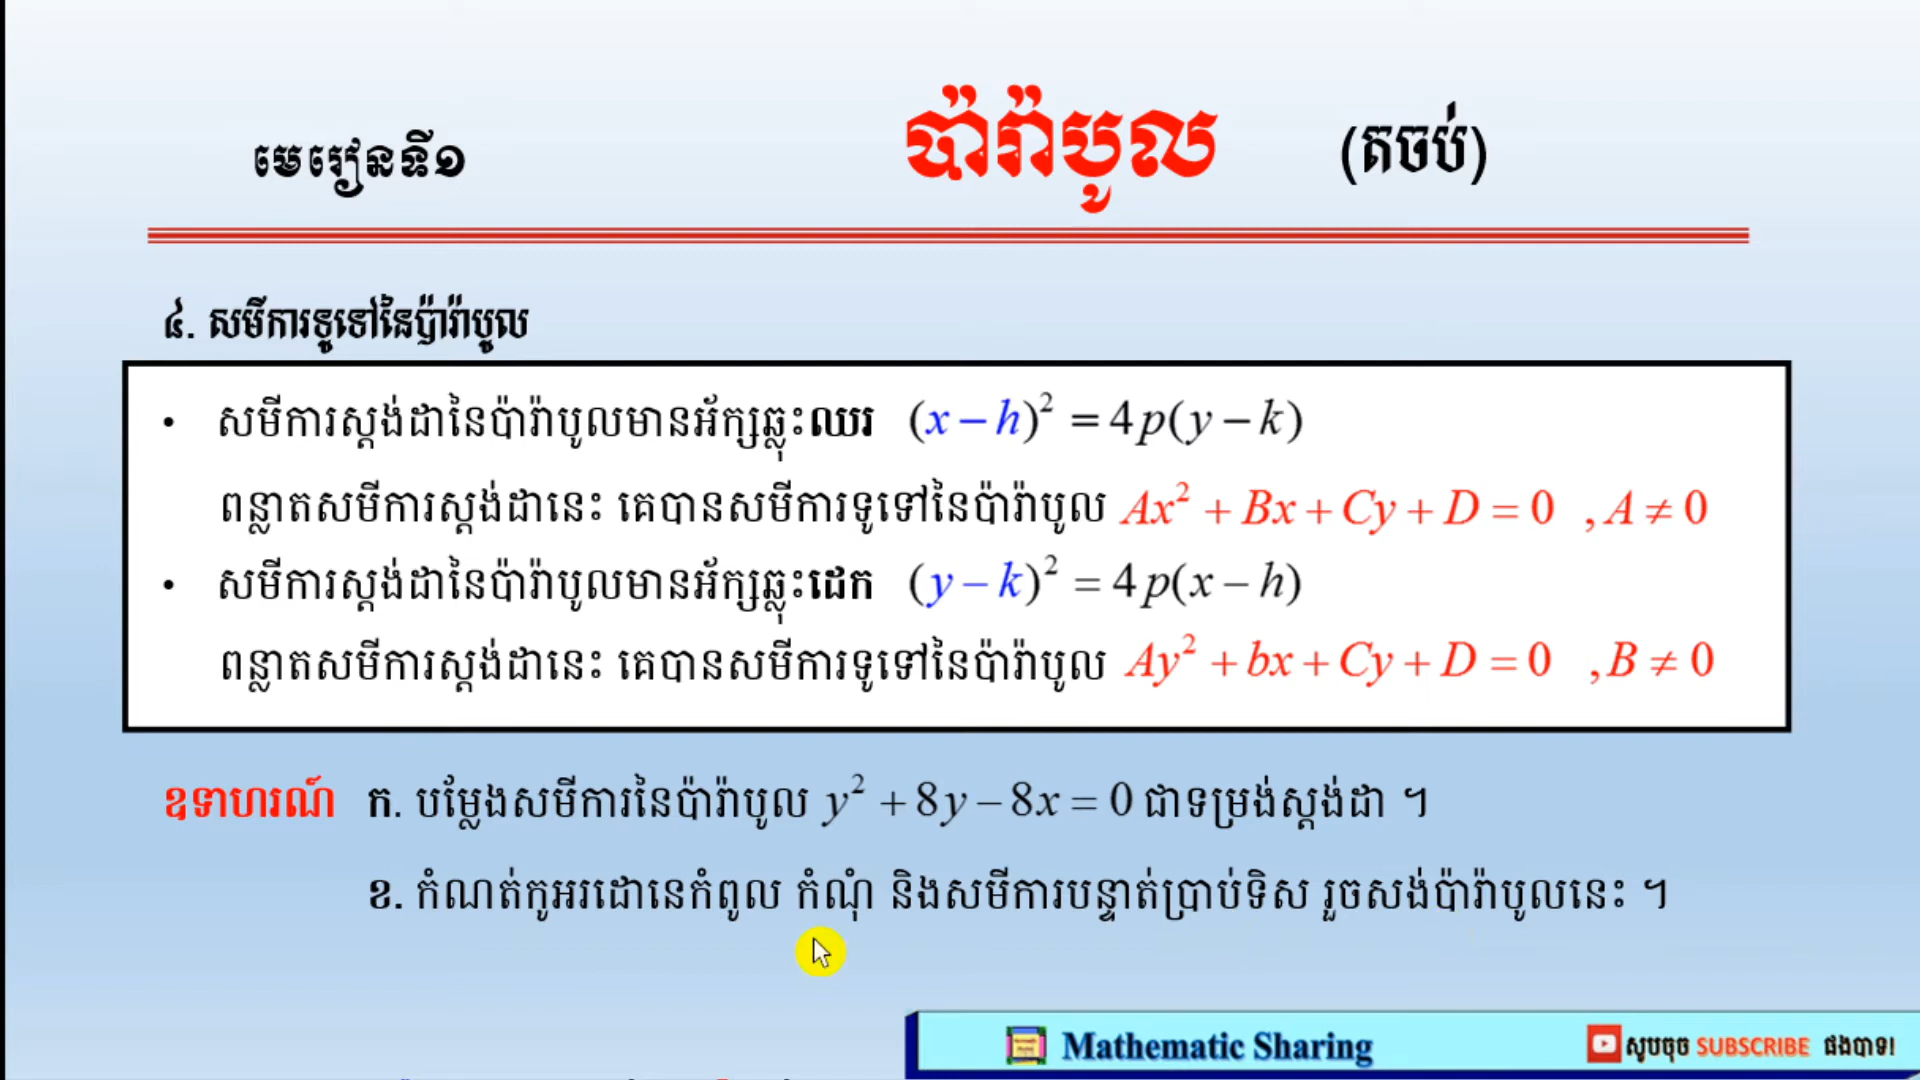 មេរៀនទី១ ប៉ារ៉ាបូល (តចប់)
៤. សមីការទូទៅនៃប៉ារ៉ាបូល
• សមីការស្តង់ដានៃប៉ារ៉ាបូលមានអ័ក្សឆ្លុះឈរ (x − h)² = 4p(y − k)
ពន្លាតសមីការស្តង់ដានេះ គេបានសមីការទូទៅនៃប៉ារ៉ាបូល Ax² + Bx + Cy + D = 0 , A ≠ 0
• សមីការស្តង់ដានៃប៉ារ៉ាបូលមានអ័ក្សឆ្លុះដេក (y − k)² = 4p(x − h)
ពន្លាតសមីការស្តង់ដានេះ គេបានសមីការទូទៅនៃប៉ារ៉ាបូល Ay² + bx + Cy + D = 0 , B ≠ 0
ឧទាហរណ៍ ក. បម្លែងសមីការនៃប៉ារ៉ាបូល y² + 8y − 8x = 0 ជាទម្រង់ស្តង់ដា ។
ខ. កំណត់កូអរដោនេកំពូល កំណុំ និងសមីការបន្ទាត់ប្រាប់ទិស រួចសង់ប៉ារ៉ាបូលនេះ ។
Mathematic Sharing សូបចុច SUBSCRIBE ផងបាទ!